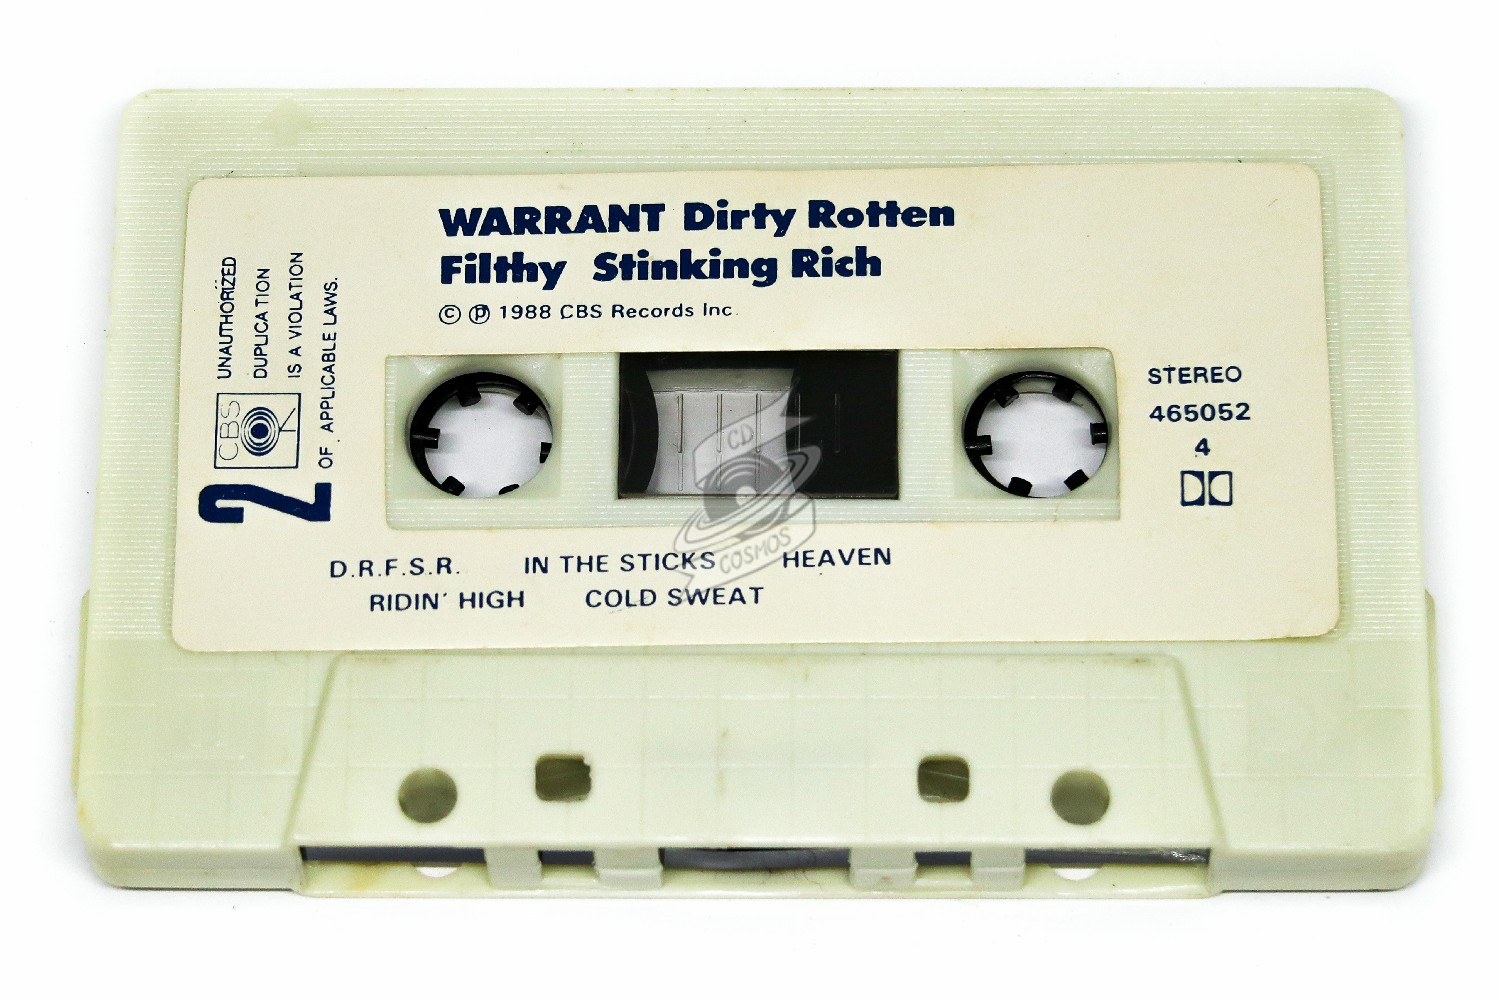 WARRANT Dirty Rotten
Filthy Stinking Rich
© ℗ 1988 CBS Records Inc.
UNAUTHORIZED
DUPLICATION
IS A VIOLATION
OF APPLICABLE LAWS.
CBS
2
STEREO
465052
4
CD
COSMOS
D.R.F.S.R. IN THE STICKS HEAVEN
RIDIN' HIGH COLD SWEAT